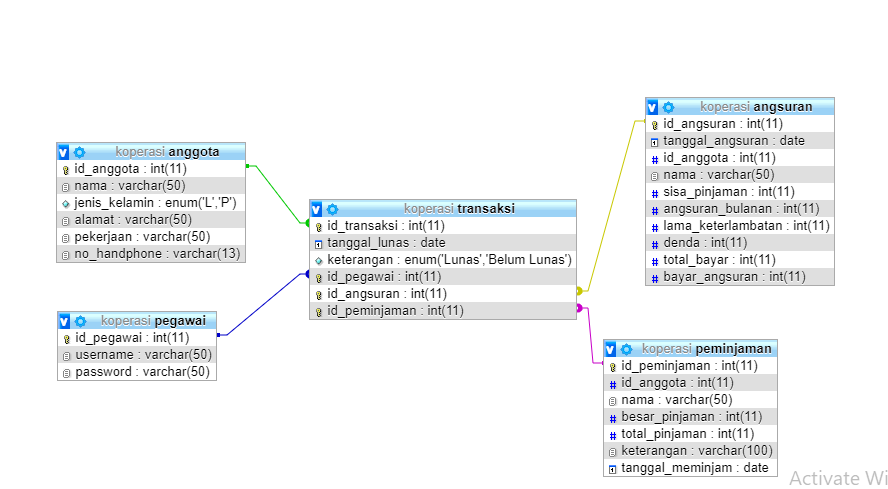 koperasi anggota
id_anggota : int(11)
nama : varchar(50)
jenis_kelamin : enum('L','P')
alamat : varchar(50)
pekerjaan : varchar(50)
no_handphone : varchar(13)
koperasi pegawai
id_pegawai : int(11)
username : varchar(50)
password : varchar(50)
koperasi transaksi
id_transaksi : int(11)
tanggal_lunas : date
keterangan : enum('Lunas','Belum Lunas')
id_pegawai : int(11)
id_angsuran : int(11)
id_peminjaman : int(11)
koperasi angsuran
id_angsuran : int(11)
tanggal_angsuran : date
id_anggota : int(11)
nama : varchar(50)
sisa_pinjaman : int(11)
angsuran_bulanan : int(11)
lama_keterlambatan : int(11)
denda : int(11)
total_bayar : int(11)
bayar_angsuran : int(11)
koperasi peminjaman
id_peminjaman : int(11)
id_anggota : int(11)
nama : varchar(50)
besar_pinjaman : int(11)
total_pinjaman : int(11)
keterangan : varchar(100)
tanggal_meminjam : date
Activate Wi